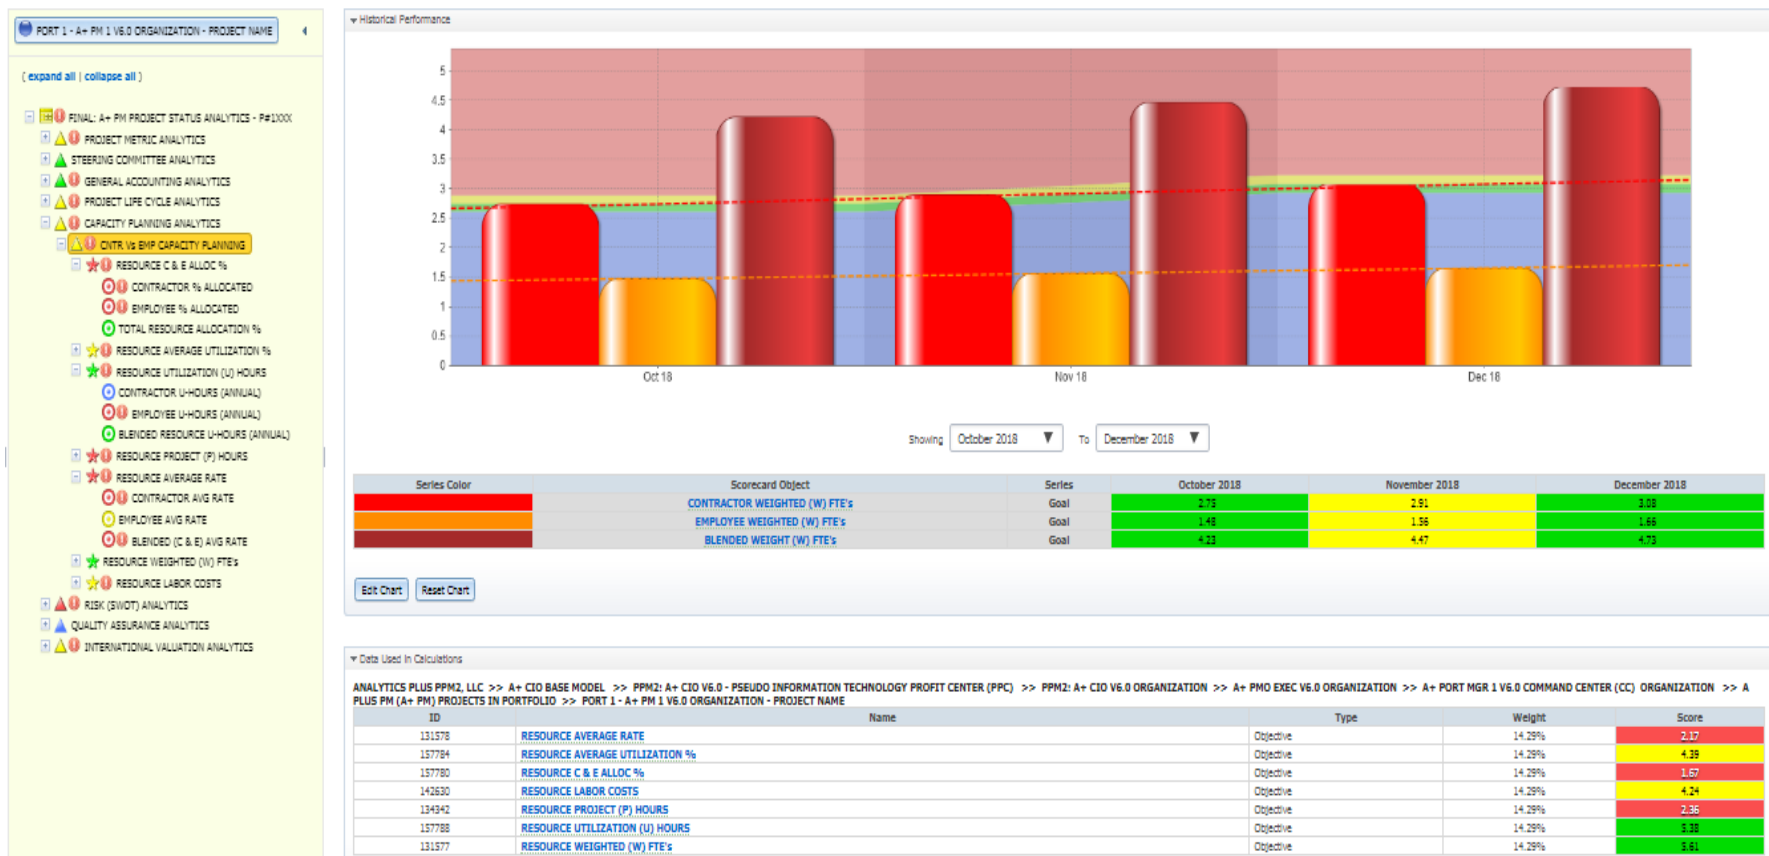 PORT 1 - A+ PM 1 V6.0 ORGANIZATION - PROJECT NAME
( expand all | collapse all )
FINAL: A+ PM PROJECT STATUS ANALYTICS - P#1XXX
PROJECT METRIC ANALYTICS
STEERING COMMITTEE ANALYTICS
GENERAL ACCOUNTING ANALYTICS
PROJECT LIFE CYCLE ANALYTICS
CAPACITY PLANNING ANALYTICS
CNTR Vs EMP CAPACITY PLANNING
RESOURCE C & E ALLOC %
CONTRACTOR % ALLOCATED
EMPLOYEE % ALLOCATED
TOTAL RESOURCE ALLOCATION %
RESOURCE AVERAGE UTILIZATION %
RESOURCE UTILIZATION (U) HOURS
CONTRACTOR U-HOURS (ANNUAL)
EMPLOYEE U-HOURS (ANNUAL)
BLENDED RESOURCE U-HOURS (ANNUAL)
RESOURCE PROJECT (P) HOURS
RESOURCE AVERAGE RATE
CONTRACTOR AVG RATE
EMPLOYEE AVG RATE
BLENDED (C & E) AVG RATE
RESOURCE WEIGHTED (W) FTE's
RESOURCE LABOR COSTS
RISK (SWOT) ANALYTICS
QUALITY ASSURANCE ANALYTICS
INTERNATIONAL VALUATION ANALYTICS
Historical Performance
5
4.5
4
3.5
3
2.5
2
1.5
1
0.5
0
Oct 18 Nov 18 Dec 18
Showing October 2018 To December 2018
Series Color Scorecard Object Series October 2018 November 2018 December 2018
CONTRACTOR WEIGHTED (W) FTE's Goal 2.75 2.91 3.08
EMPLOYEE WEIGHTED (W) FTE's Goal 1.48 1.56 1.66
BLENDED WEIGHT (W) FTE's Goal 4.23 4.47 4.73
Edit Chart Reset Chart
Data Used in Calculations
ANALYTICS PLUS PPM2, LLC >> A+ CIO BASE MODEL >> PPM2: A+ CIO V6.0 - PSEUDO INFORMATION TECHNOLOGY PROFIT CENTER (PPC) >> PPM2: A+ CIO V6.0 ORGANIZATION >> A+ PMO EXEC V6.0 ORGANIZATION >> A+ PORT MGR 1 V6.0 COMMAND CENTER (CC) ORGANIZATION >> A
PLUS PM (A+ PM) PROJECTS IN PORTFOLIO >> PORT 1 - A+ PM 1 V6.0 ORGANIZATION - PROJECT NAME
ID Name Type Weight Score
131578 RESOURCE AVERAGE RATE Objective 14.29% 2.17
157784 RESOURCE AVERAGE UTILIZATION % Objective 14.29% 4.39
157780 RESOURCE C & E ALLOC % Objective 14.29% 1.67
142630 RESOURCE LABOR COSTS Objective 14.29% 4.24
134342 RESOURCE PROJECT (P) HOURS Objective 14.29% 2.36
157788 RESOURCE UTILIZATION (U) HOURS Objective 14.29% 5.38
131577 RESOURCE WEIGHTED (W) FTE's Objective 14.29% 5.61